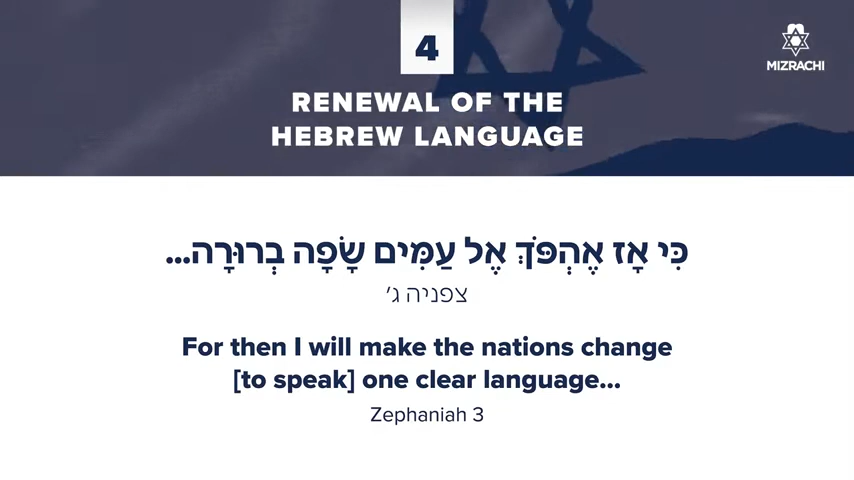 4
MIZRACHI
RENEWAL OF THE
HEBREW LANGUAGE
כִּי אָז אֶהְפֹּךְ אֶל עַמִּים שָׂפָה בְרוּרָה...
צפניה ג'
For then I will make the nations change
[to speak] one clear language...
Zephaniah 3